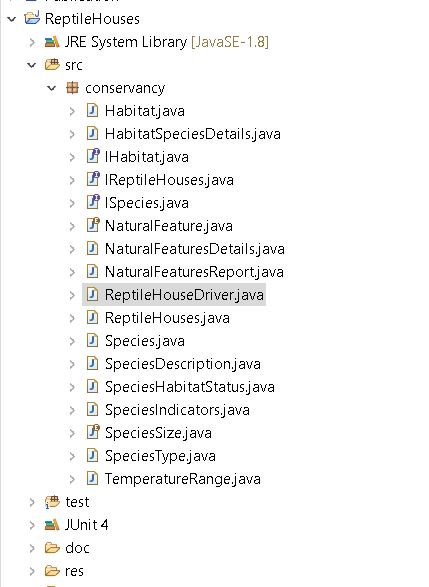 ReptileHouses
JRE System Library [JavaSE-1.8]
src
conservancy
Habitat.java
HabitatSpeciesDetails.java
IHabitat.java
IReptileHouses.java
ISpecies.java
NaturalFeature.java
NaturalFeaturesDetails.java
NaturalFeaturesReport.java
ReptileHouseDriver.java
ReptileHouses.java
Species.java
SpeciesDescription.java
SpeciesHabitatStatus.java
SpeciesIndicators.java
SpeciesSize.java
SpeciesType.java
TemperatureRange.java
test
JUnit 4
doc
res